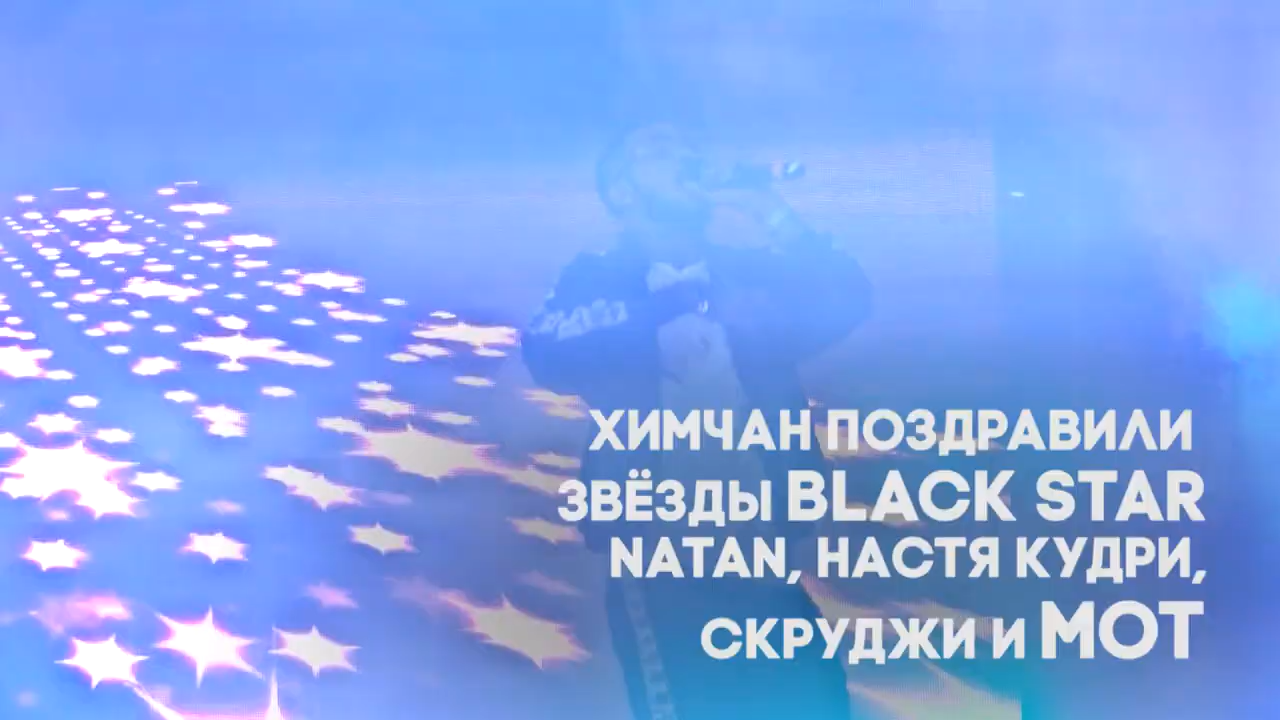 ХИМЧАН ПОЗДРАВИЛИ
ЗВЁЗДЫ BLACK STAR
NATAN, НАСТЯ КУДРИ,
СКРУДЖИ И МОТ